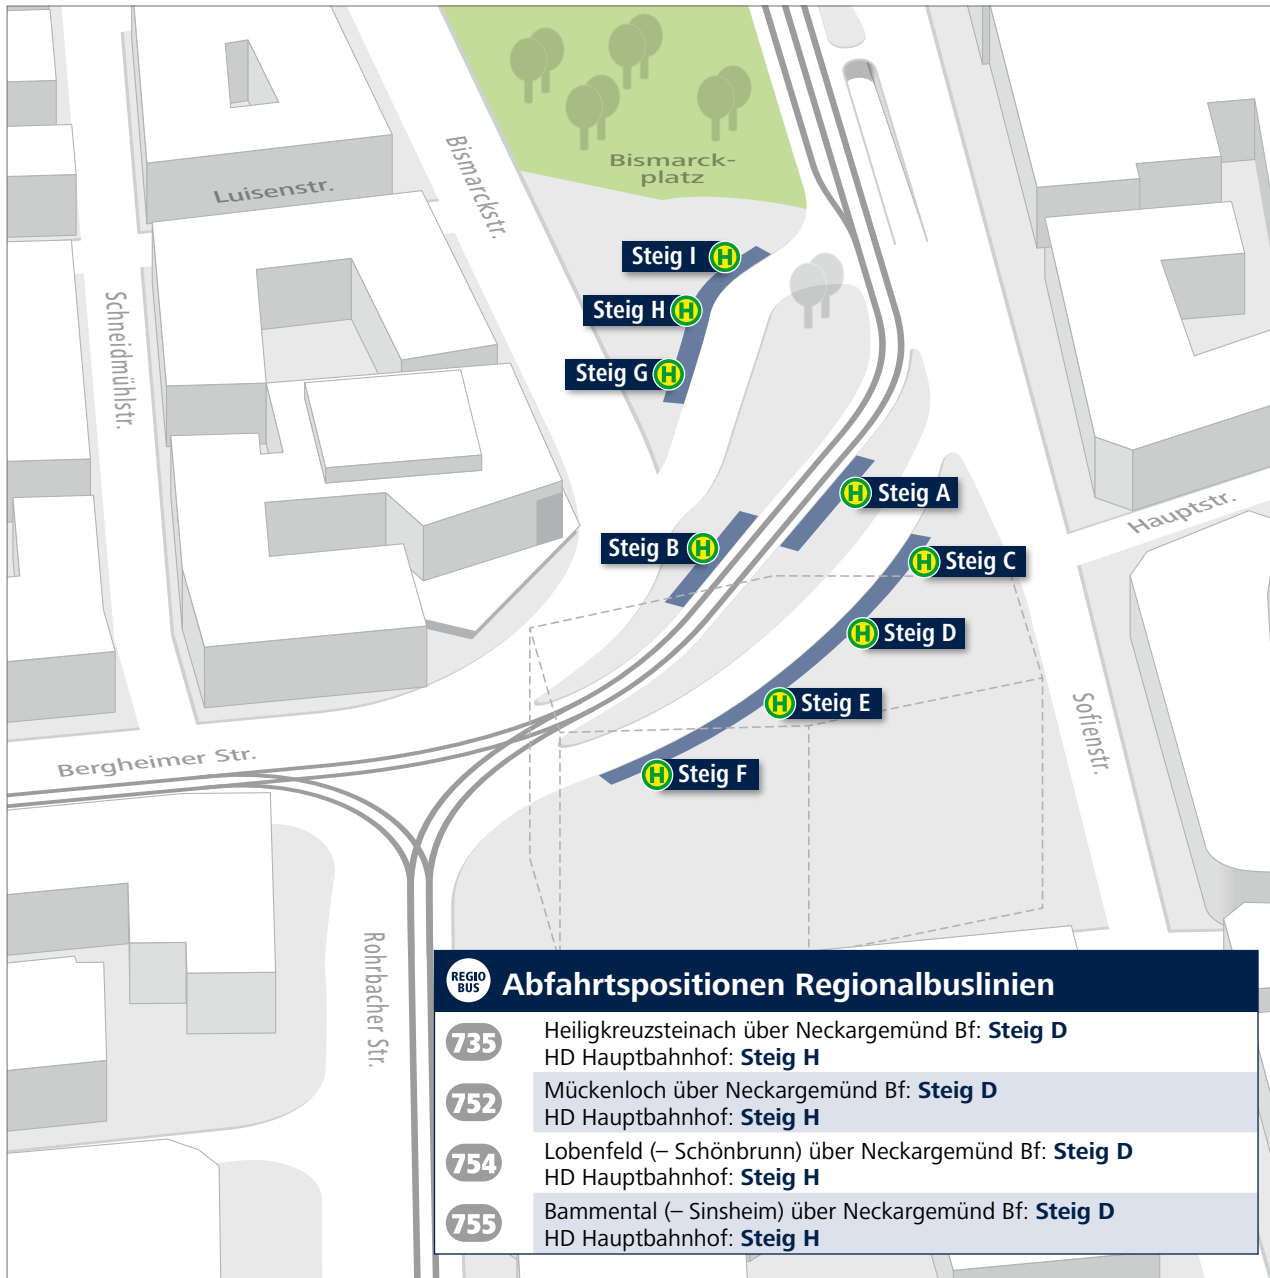 Bismarck-
platz
Luisenstr.
Bismarckstr.
Schneidmühlstr.
Steig I H
Steig H H
Steig G H
H Steig A
Steig B H
H Steig C
H Steig D
H Steig E
H Steig F
Hauptstr.
Sofienstr.
Bergheimer Str.
Rohrbacher Str.
REGIO
BUS
Abfahrtspositionen Regionalbuslinien
735
Heiligkreuzsteinach über Neckargemünd Bf: Steig D
HD Hauptbahnhof: Steig H
752
Mückenloch über Neckargemünd Bf: Steig D
HD Hauptbahnhof: Steig H
754
Lobenfeld (– Schönbrunn) über Neckargemünd Bf: Steig D
HD Hauptbahnhof: Steig H
755
Bammental (– Sinsheim) über Neckargemünd Bf: Steig D
HD Hauptbahnhof: Steig H